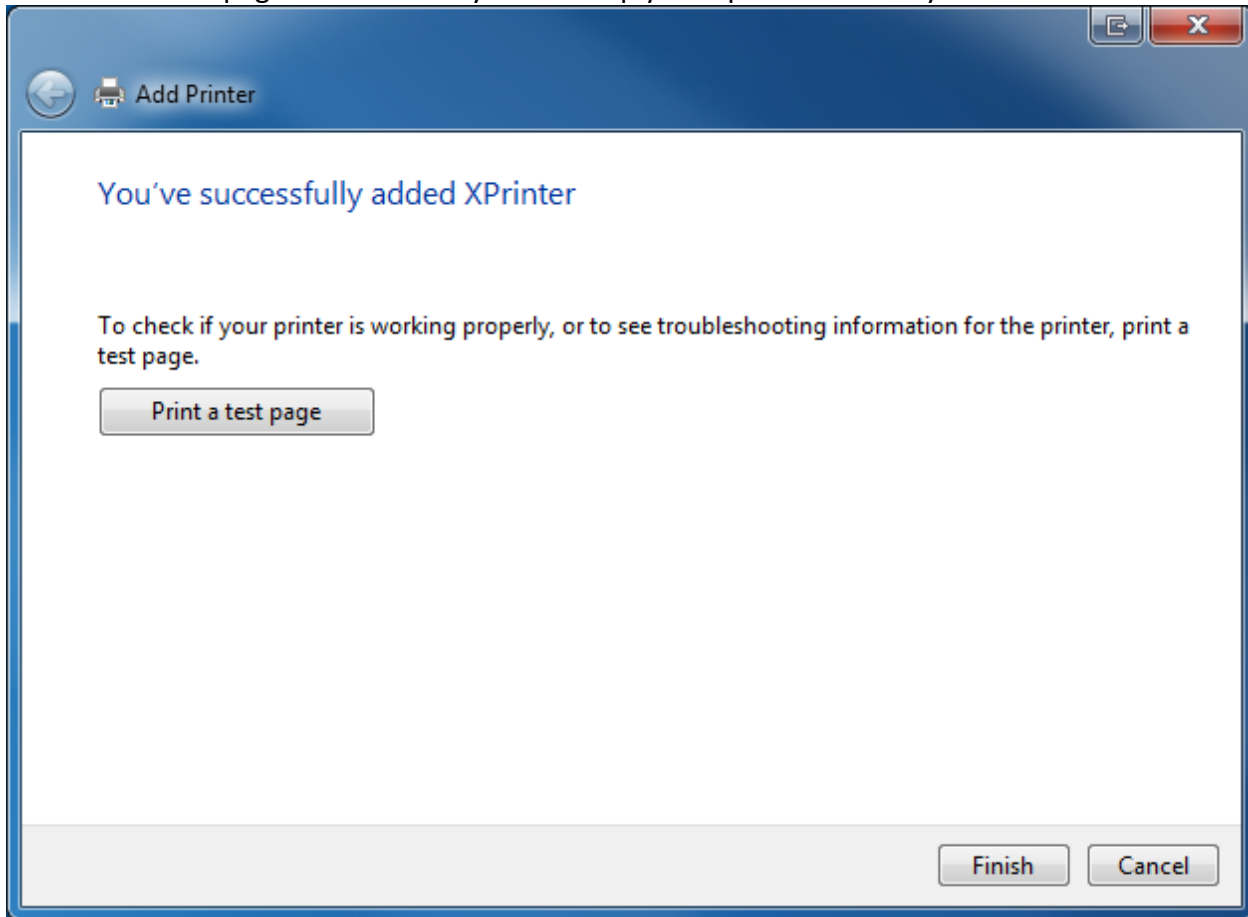 Add Printer
You've successfully added XPrinter
To check if your printer is working properly, or to see troubleshooting information for the printer, print a
test page.
Print a test page
Finish
Cancel